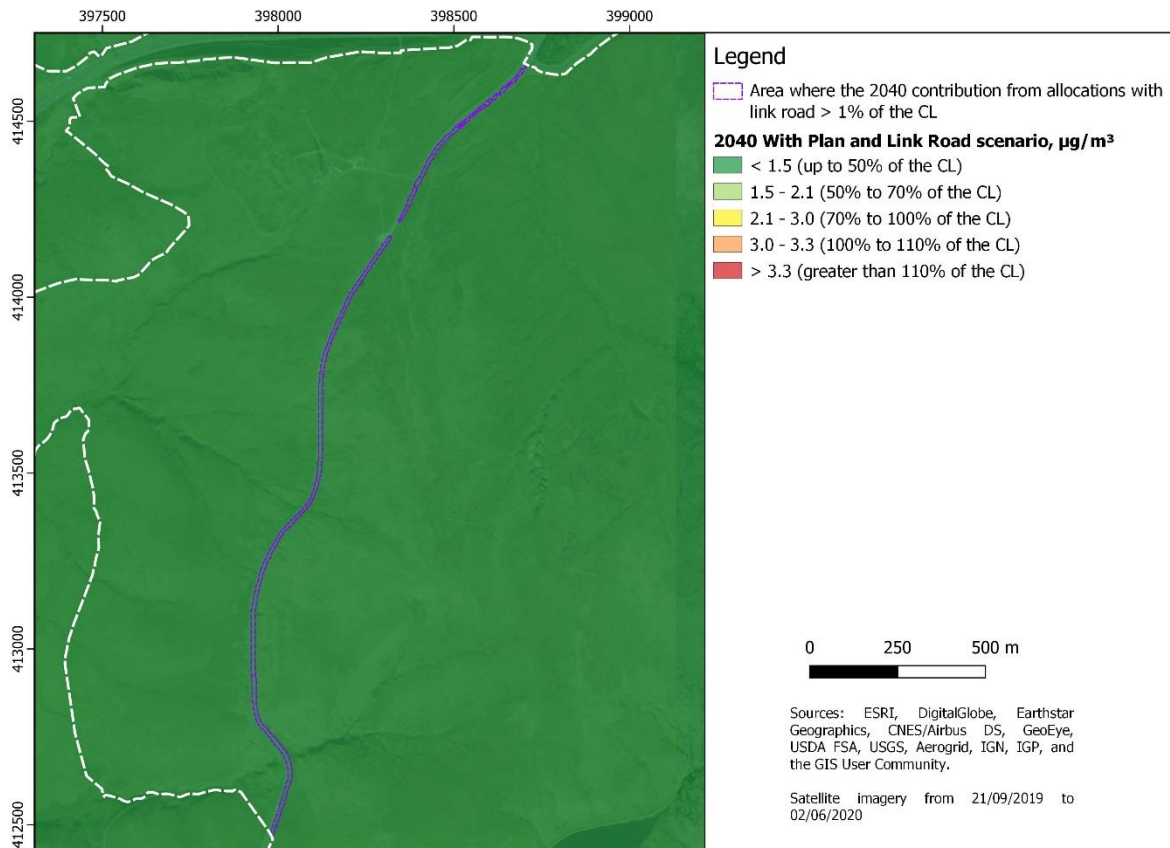 397500
398000
398500
399000
414500
414000
413500
413000
412500
Legend
Area where the 2040 contribution from allocations with
link road > 1% of the CL
2040 With Plan and Link Road scenario, µg/m³
< 1.5 (up to 50% of the CL)
1.5 - 2.1 (50% to 70% of the CL)
2.1 - 3.0 (70% to 100% of the CL)
3.0 - 3.3 (100% to 110% of the CL)
> 3.3 (greater than 110% of the CL)
0 250 500 m
Sources: ESRI, DigitalGlobe, Earthstar
Geographics, CNES/Airbus DS, GeoEye,
USDA FSA, USGS, Aerogrid, IGN, IGP, and
the GIS User Community.
Satellite imagery from 21/09/2019 to
02/06/2020